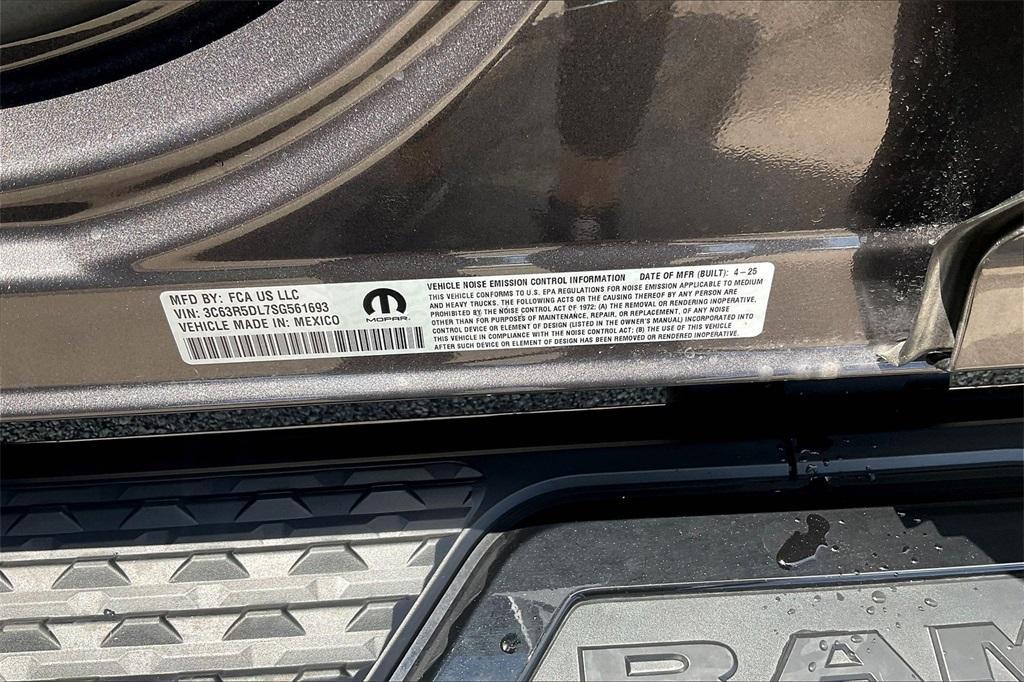 MFD BY: FCA US LLC
VIN: 3C63R5DL7SG561693
VEHICLE MADE IN: MEXICO
MOPAR
VEHICLE NOISE EMISSION CONTROL INFORMATION DATE OF MFR (BUILT): 4-25
THIS VEHICLE CONFORMS TO U.S. EPA REGULATIONS FOR NOISE EMISSION APPLICABLE TO MEDIUM
AND HEAVY TRUCKS. THE FOLLOWING ACTS OR THE CAUSING THEREOF BY ANY PERSON ARE
PROHIBITED BY THE NOISE CONTROL ACT OF 1972: (A) THE REMOVAL OR RENDERING INOPERATIVE,
OTHER THAN FOR PURPOSES OF MAINTENANCE, REPAIR, OR REPLACEMENT, OF ANY NOISE
CONTROL DEVICE OR ELEMENT OF DESIGN (LISTED IN THE OWNER'S MANUAL) INCORPORATED INTO
THIS VEHICLE IN COMPLIANCE WITH THE NOISE CONTROL ACT; (B) THE USE OF THIS VEHICLE
AFTER SUCH DEVICE OR ELEMENT OF DESIGN HAS BEEN REMOVED OR RENDERED INOPERATIVE.
RAM